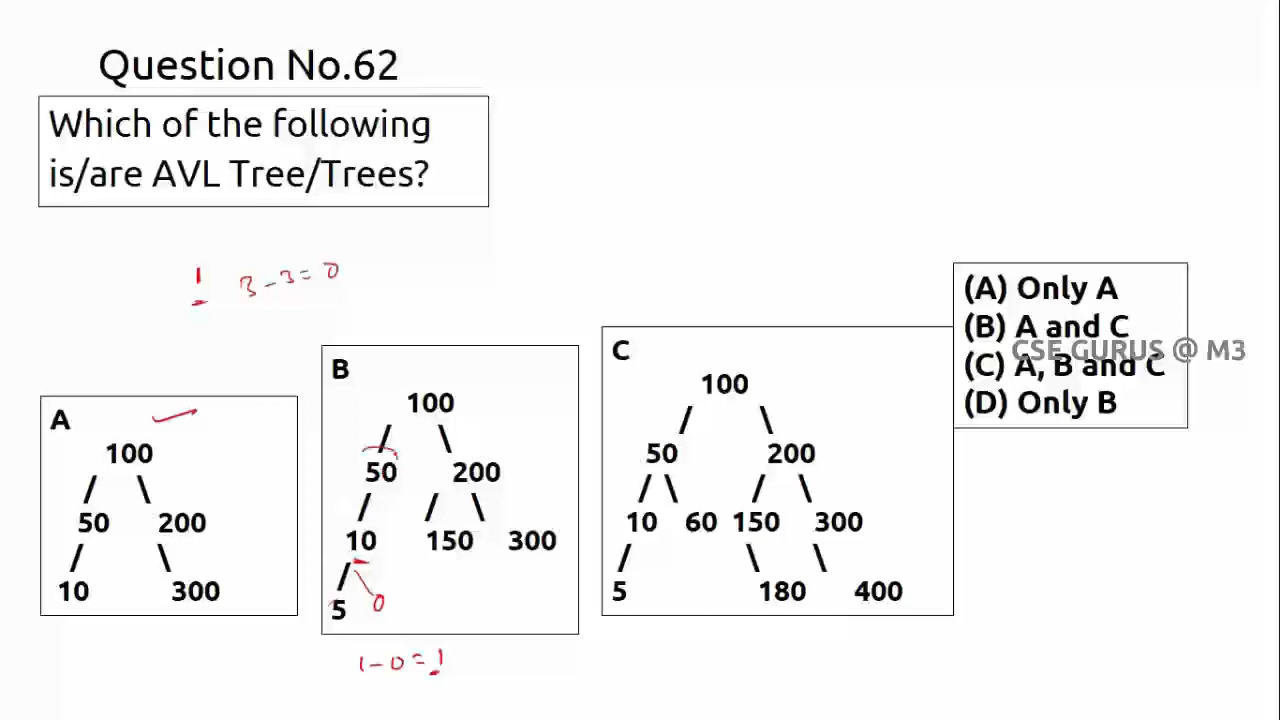 Question No.62
Which of the following
is/are AVL Tree/Trees?
1 3-3=0
(A) Only A
(B) A and C
(C) A, B and C
(D) Only B
CSE GURUS @ M3
A
100
50 200
10 300
B
100
50 200
10 150 300
5 0
1-0=1
C
100
50 200
10 60 150 300
5 180 400